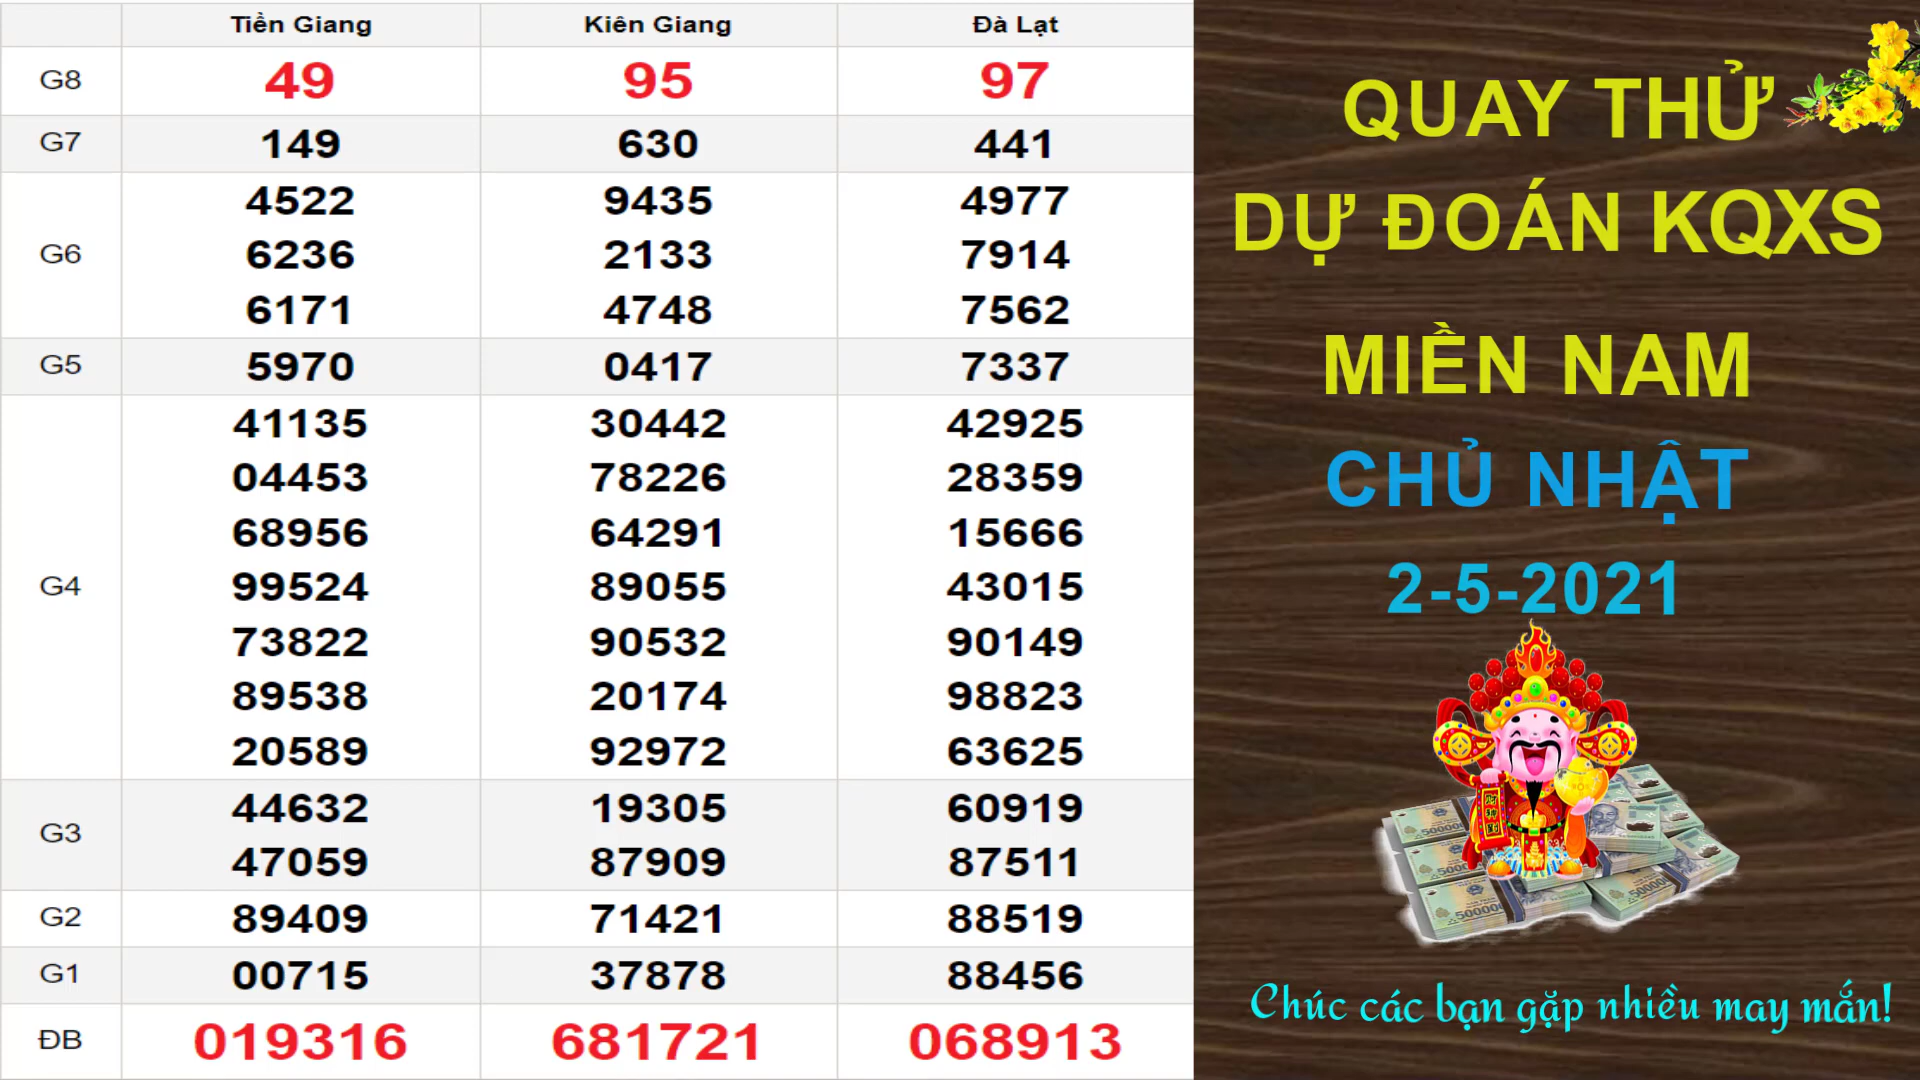 Tiền Giang Kiên Giang Đà Lạt
G8 49 95 97
G7 149 630 441
4522 9435 4977
G6 6236 2133 7914
6171 4748 7562
G5 5970 0417 7337
41135 30442 42925
04453 78226 28359
68956 64291 15666
G4 99524 89055 43015
73822 90532 90149
89538 20174 98823
20589 92972 63625
G3 44632 19305 60919
47059 87909 87511
G2 89409 71421 88519
G1 00715 37878 88456
ĐB 019316 681721 068913
QUAY THỬ
DỰ ĐOÁN KQXS
MIỀN NAM
CHỦ NHẬT
2-5-2021
Chúc các bạn gặp nhiều may mắn!